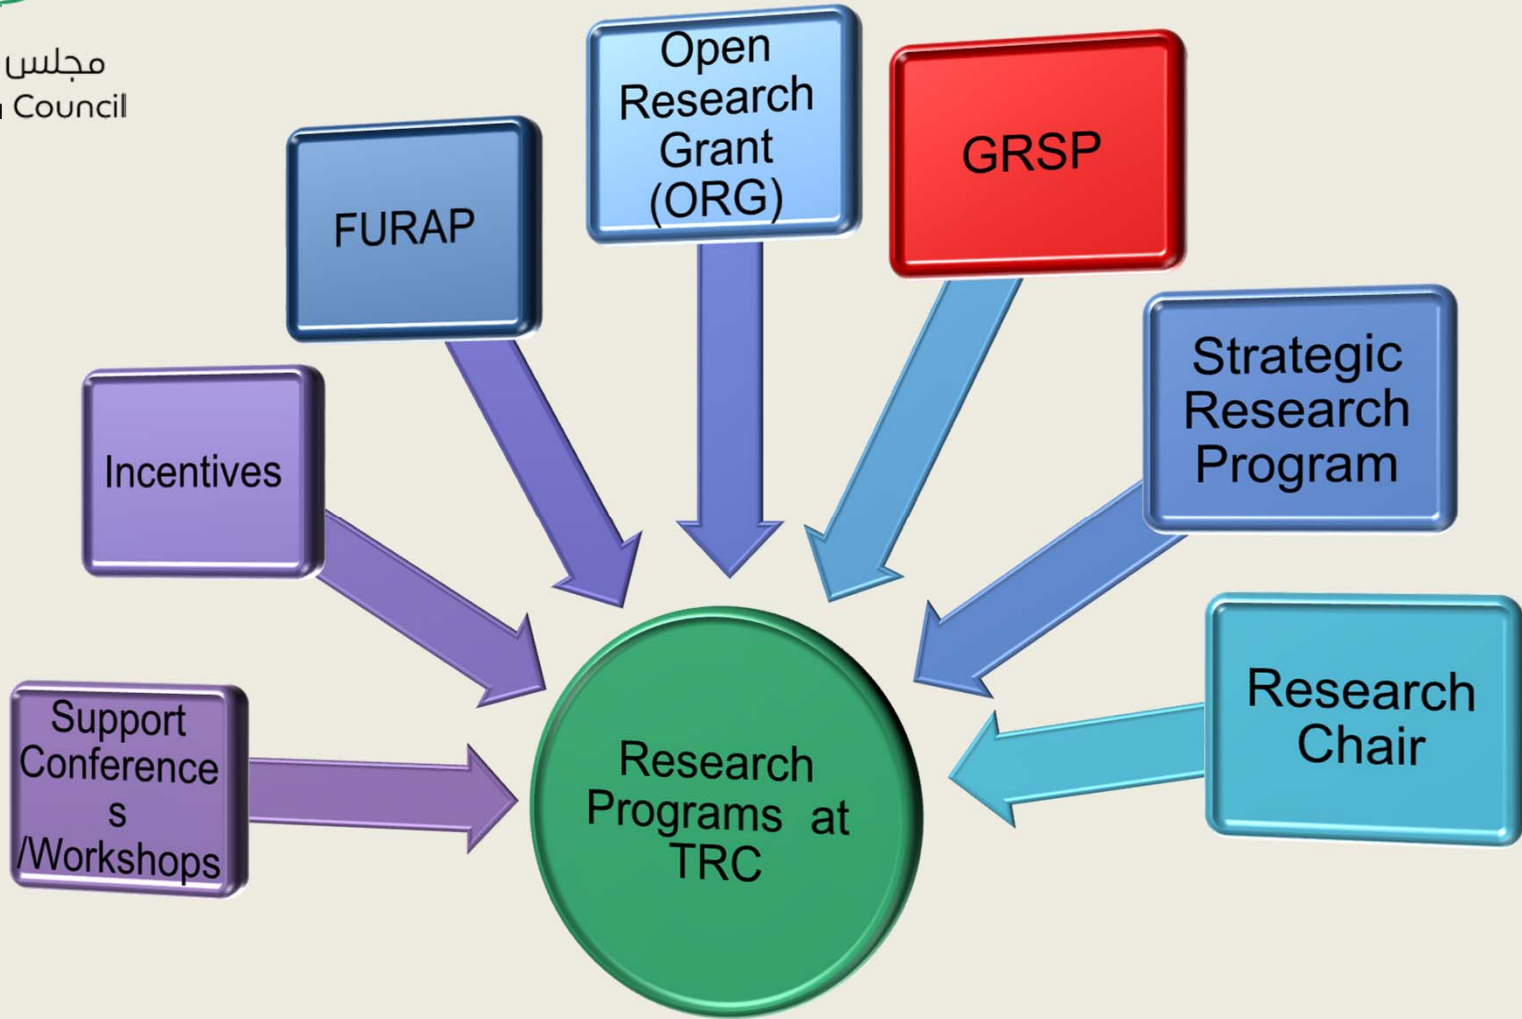 مجلس
Council
Open
Research
Grant
(ORG)
GRSP
FURAP
Strategic
Research
Program
Incentives
Research
Chair
Support
Conference
s
/Workshops
Research
Programs at
TRC